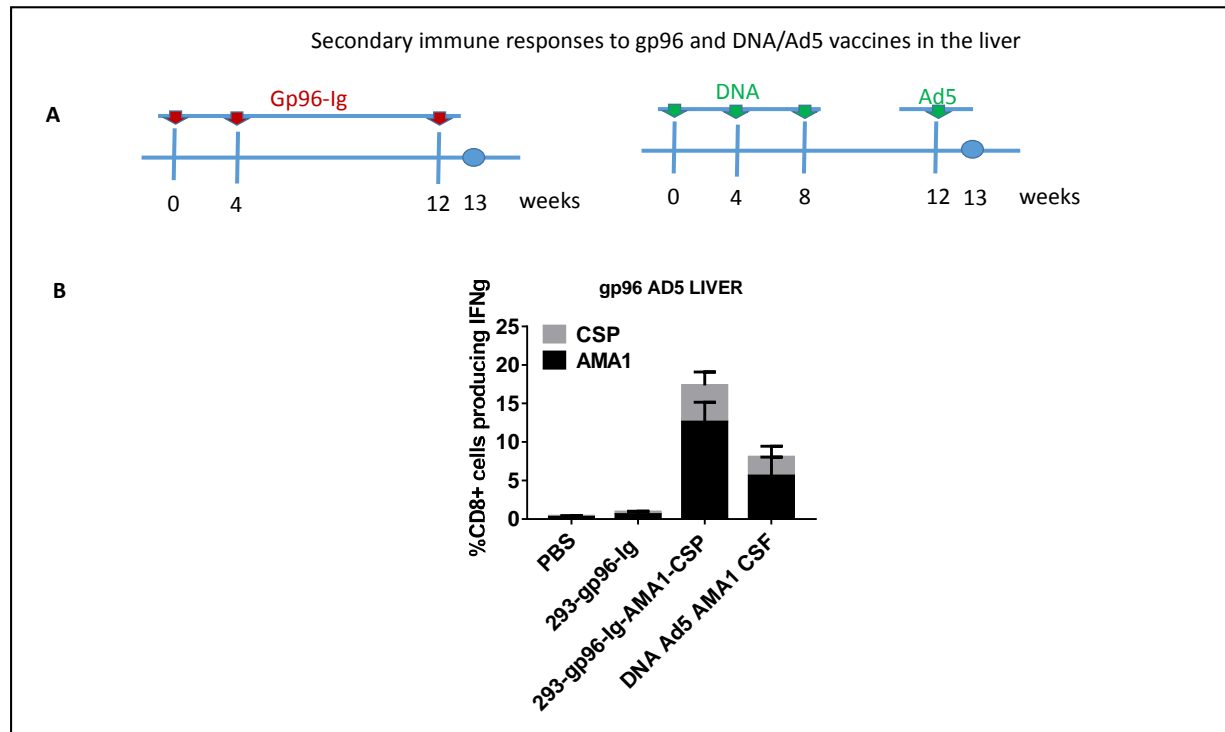 Secondary immune responses to gp96 and DNA/Ad5 vaccines in the liver
A
Gp96-Ig
0 4 12 13 weeks
DNA Ad5
0 4 8 12 13 weeks
B
gp96 AD5 LIVER
%CD8+ cells producing IFNg
25
20
15
10
5
0
CSP
AMA1
PBS
293-gp96-Ig
293-gp96-Ig-AMA1-CSP
DNA Ad5 AMA1 CSF